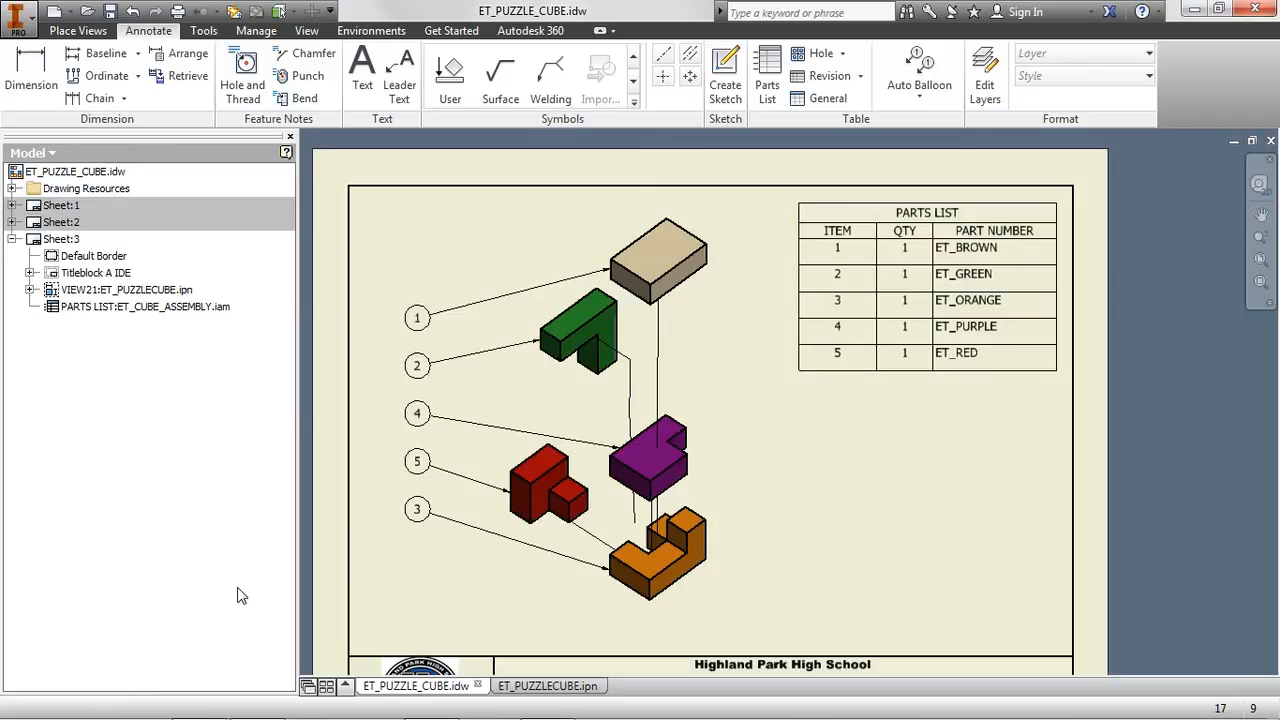 ET_PUZZLE_CUBE.idw
Type a keyword or phrase
Sign In
PRO
Place Views
Annotate
Tools
Manage
View
Environments
Get Started
Autodesk 360
Dimension
Baseline
Ordinate
Chain
Arrange
Retrieve
Hole and
Thread
Chamfer
Punch
Bend
Text
Leader
Text
User
Surface
Welding
Impor...
Create
Sketch
Parts
List
Hole
Revision
General
Auto Balloon
Edit
Layers
Layer
Style
Dimension
Feature Notes
Text
Symbols
Sketch
Table
Format
Model
ET_PUZZLE_CUBE.idw
Drawing Resources
Sheet:1
Sheet:2
Sheet:3
Default Border
Titleblock A IDE
VIEW21:ET_PUZZLECUBE.ipn
PARTS LIST:ET_CUBE_ASSEMBLY.iam
1
2
4
5
3
PARTS LIST
ITEM QTY PART NUMBER
1 1 ET_BROWN
2 1 ET_GREEN
3 1 ET_ORANGE
4 1 ET_PURPLE
5 1 ET_RED
Highland Park High School
ET_PUZZLE_CUBE.idw
ET_PUZZLECUBE.ipn
17 9